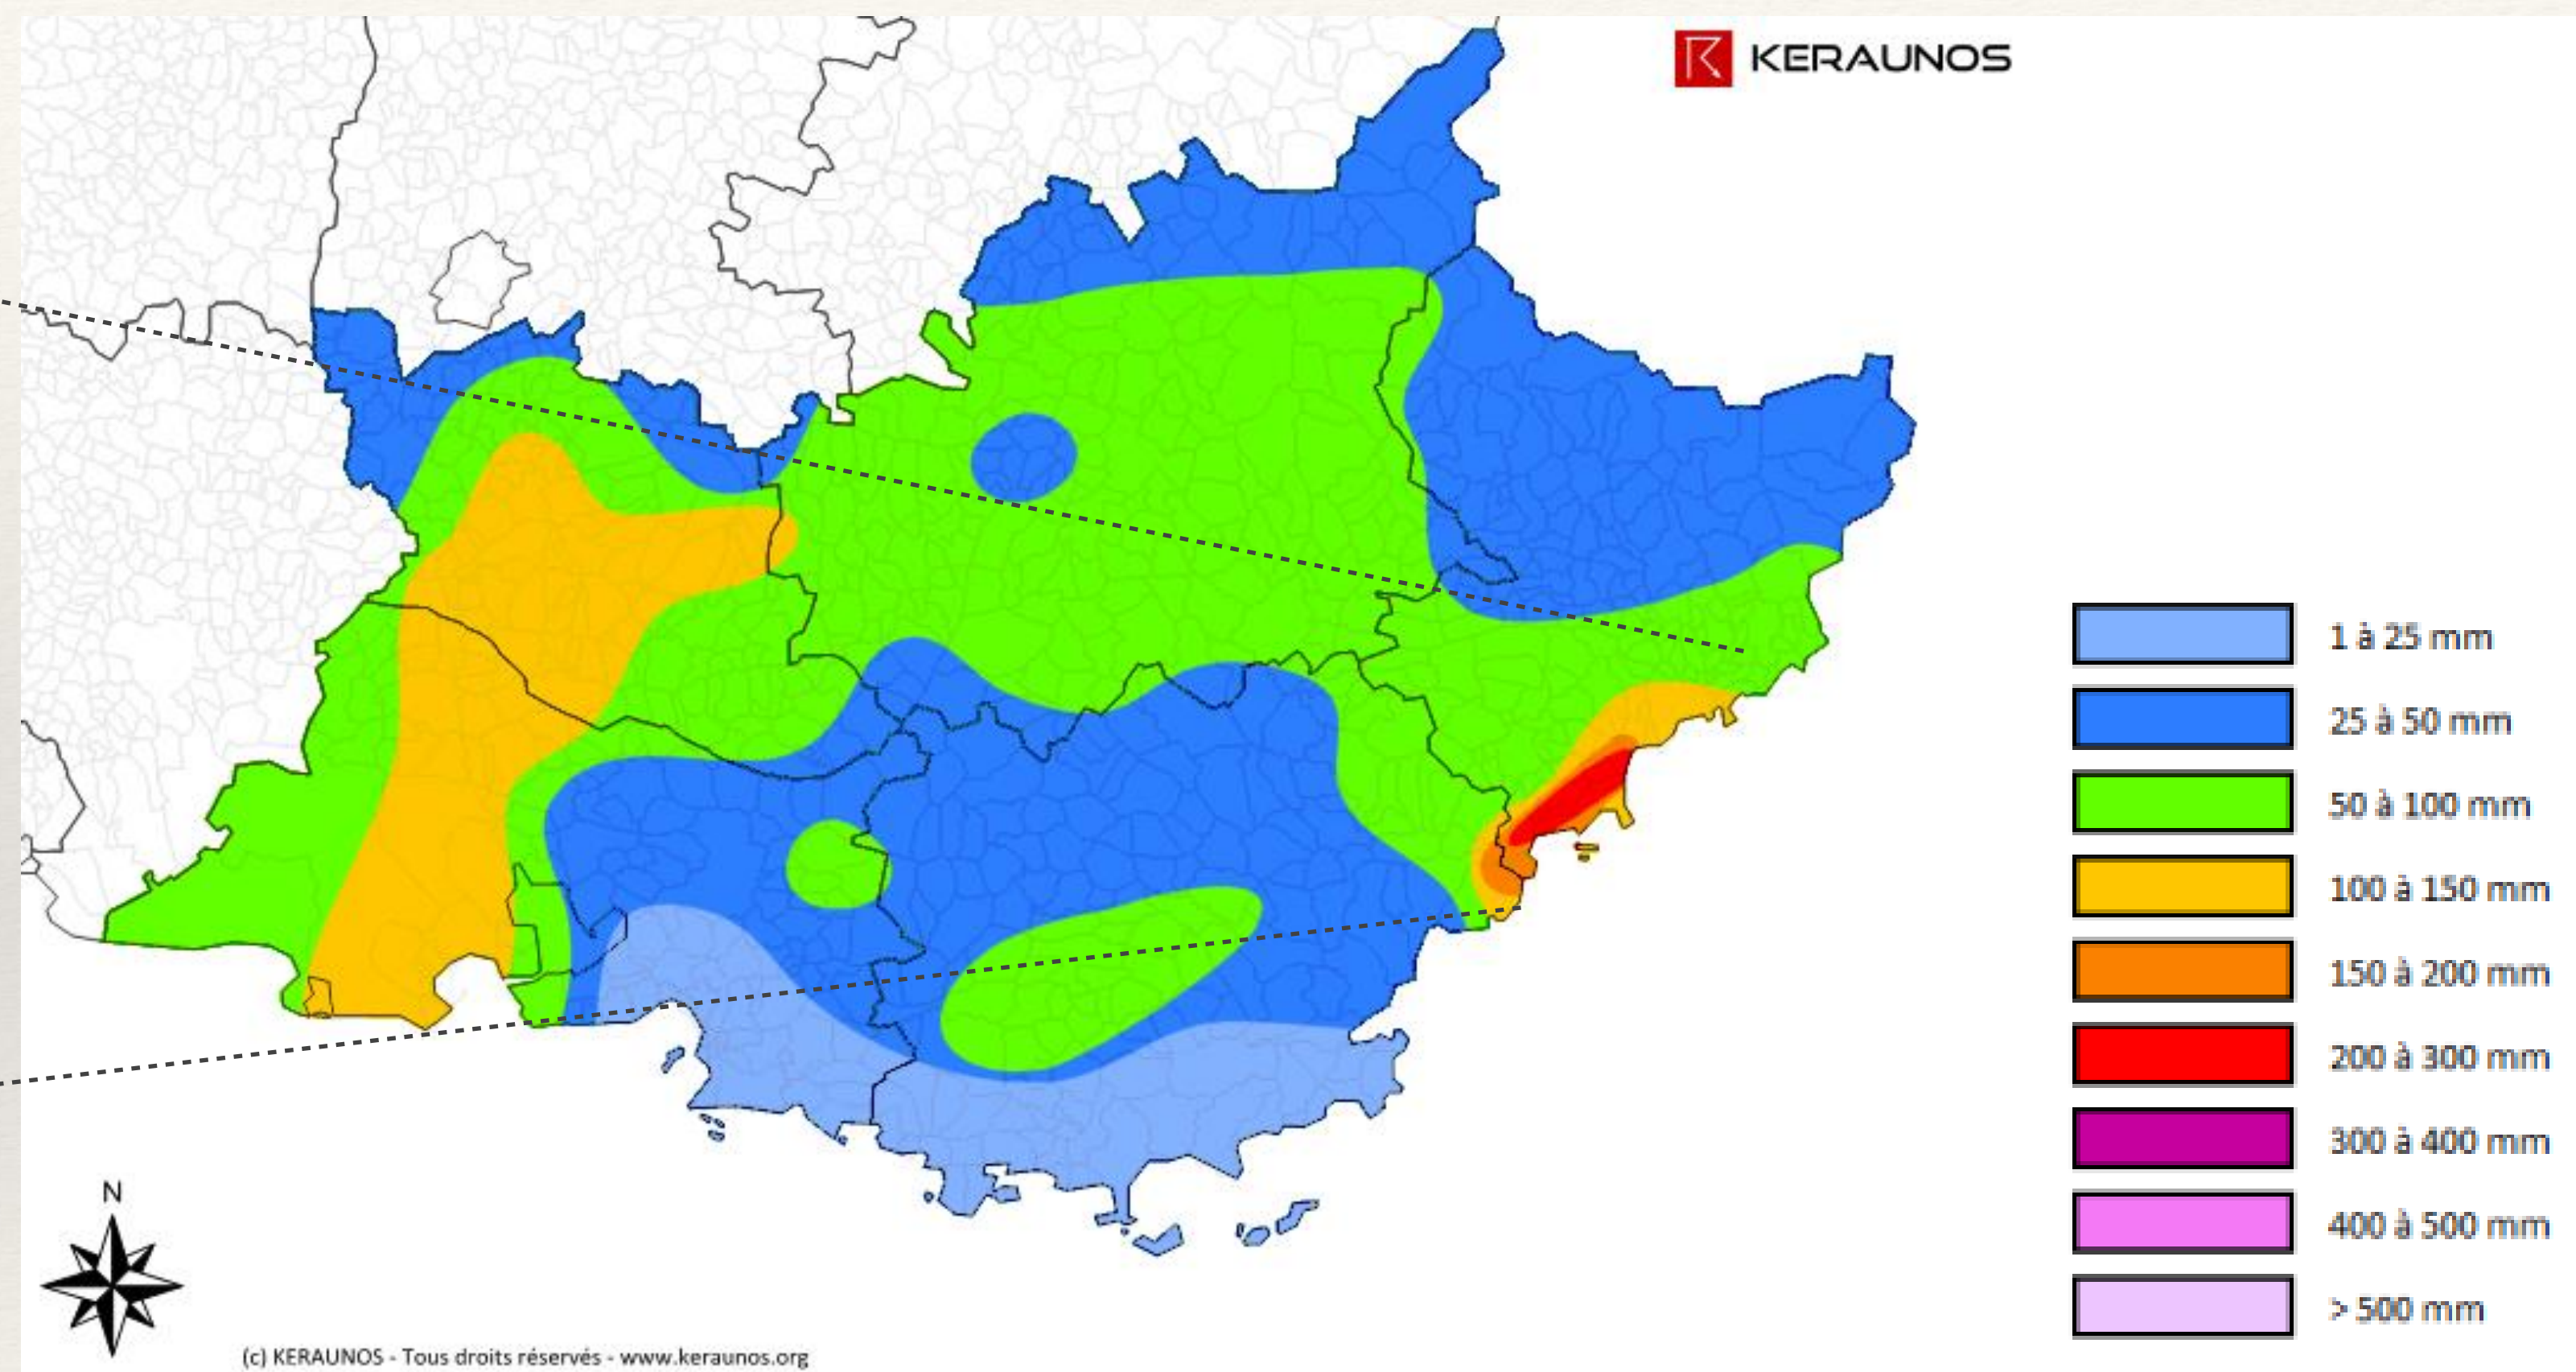 KERAUNOS
1 à 25 mm
25 à 50 mm
50 à 100 mm
100 à 150 mm
150 à 200 mm
200 à 300 mm
300 à 400 mm
400 à 500 mm
> 500 mm
N
(c) KERAUNOS - Tous droits réservés - www.keraunos.org